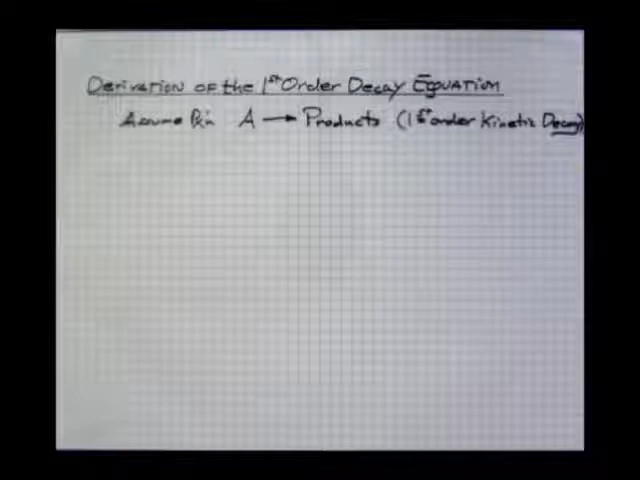 Derivation of the 1st Order Decay Equation
Assume Rxn A → Products (1st order Kinetic Decay)